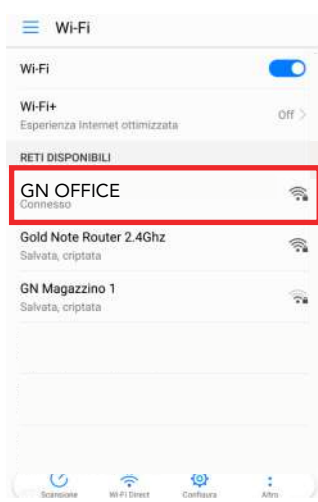 Wi-Fi
Wi-Fi
Wi-Fi+
Esperienza Internet ottimizzata
Off
RETI DISPONIBILI
GN OFFICE
Connesso
Gold Note Router 2.4Ghz
Salvata, criptata
GN Magazzino 1
Salvata, criptata
Scansione Wi-Fi Direct Configura Altro